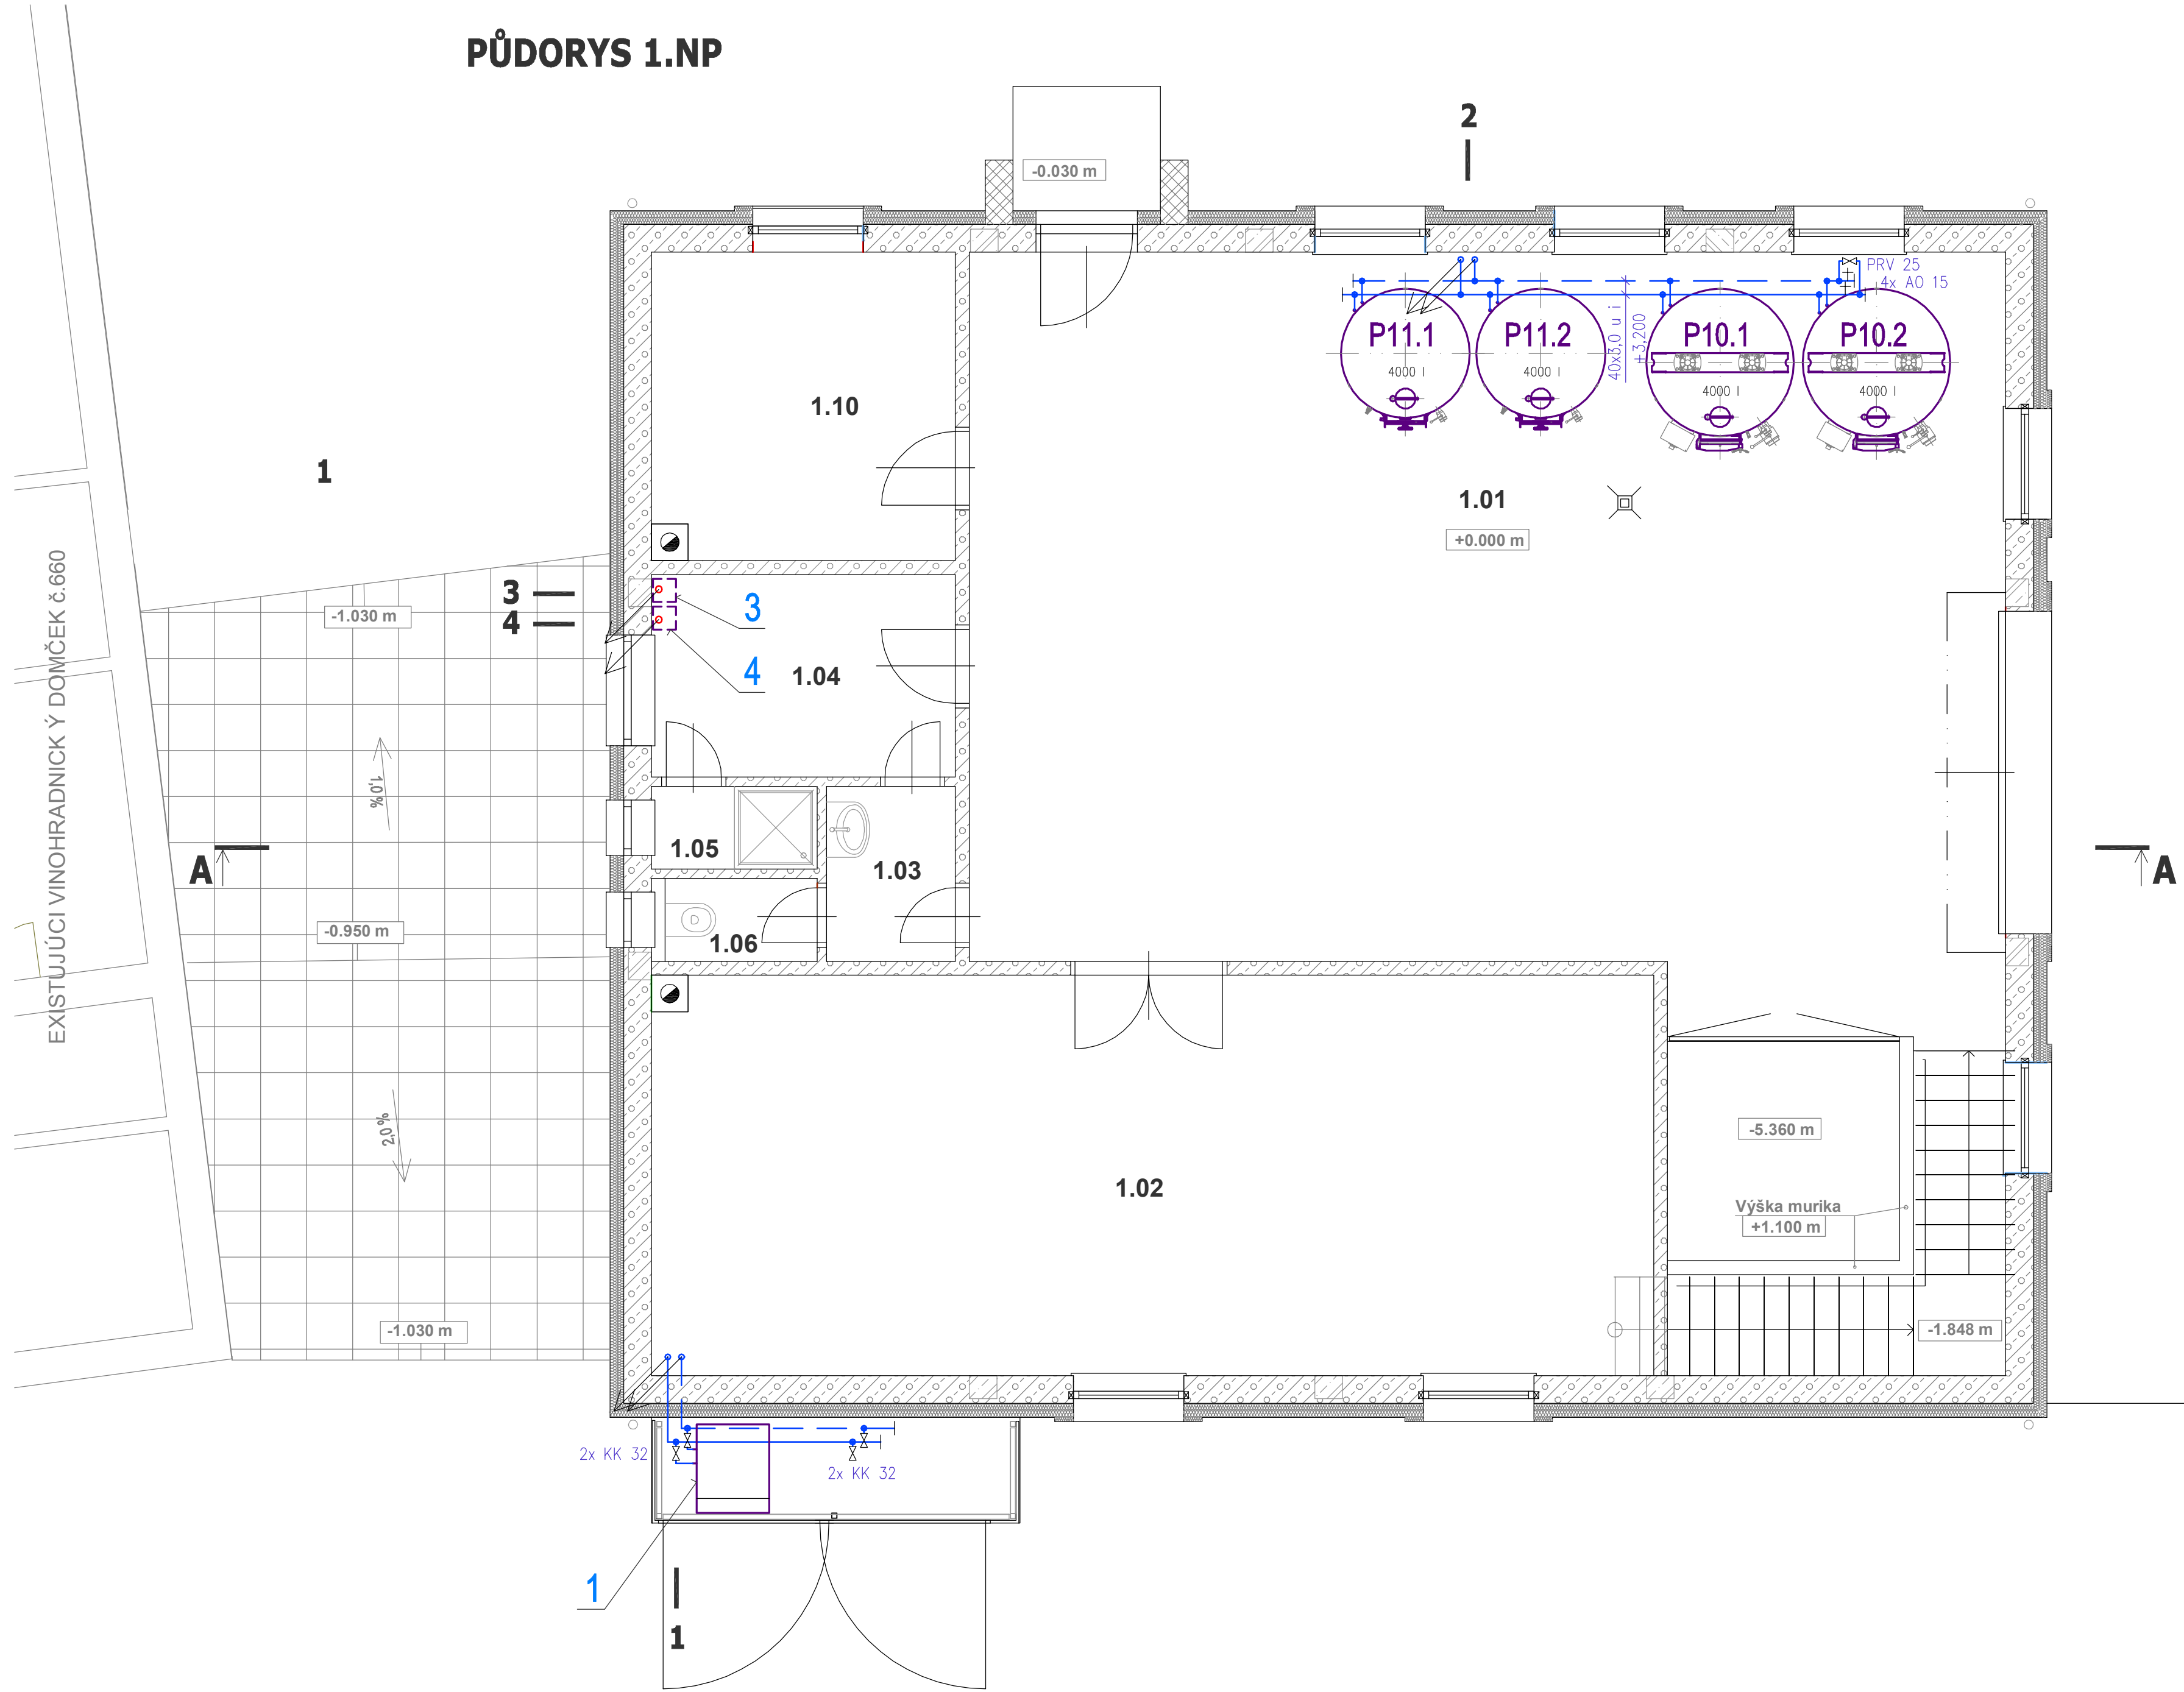 PŮDORYS 1.NP
2
-0.030 m
PRV 25
4x AO 15
P11.1
P11.2
P10.1
P10.2
40x3,0 u i
+3,200
4000 l
4000 l
4000 l
4000 l
1.10
1
1.01
+0.000 m
EXISTUJÚCI VINOHRADNICK Ý DOMČEK č.660
3
4
3
-1.030 m
4
1.04
1,0%
1.05
1.03
A
A
-0.950 m
1.06
2,0%
-5.360 m
1.02
Výška murika
+1.100 m
-1.030 m
-1.848 m
2x KK 32
2x KK 32
1
1